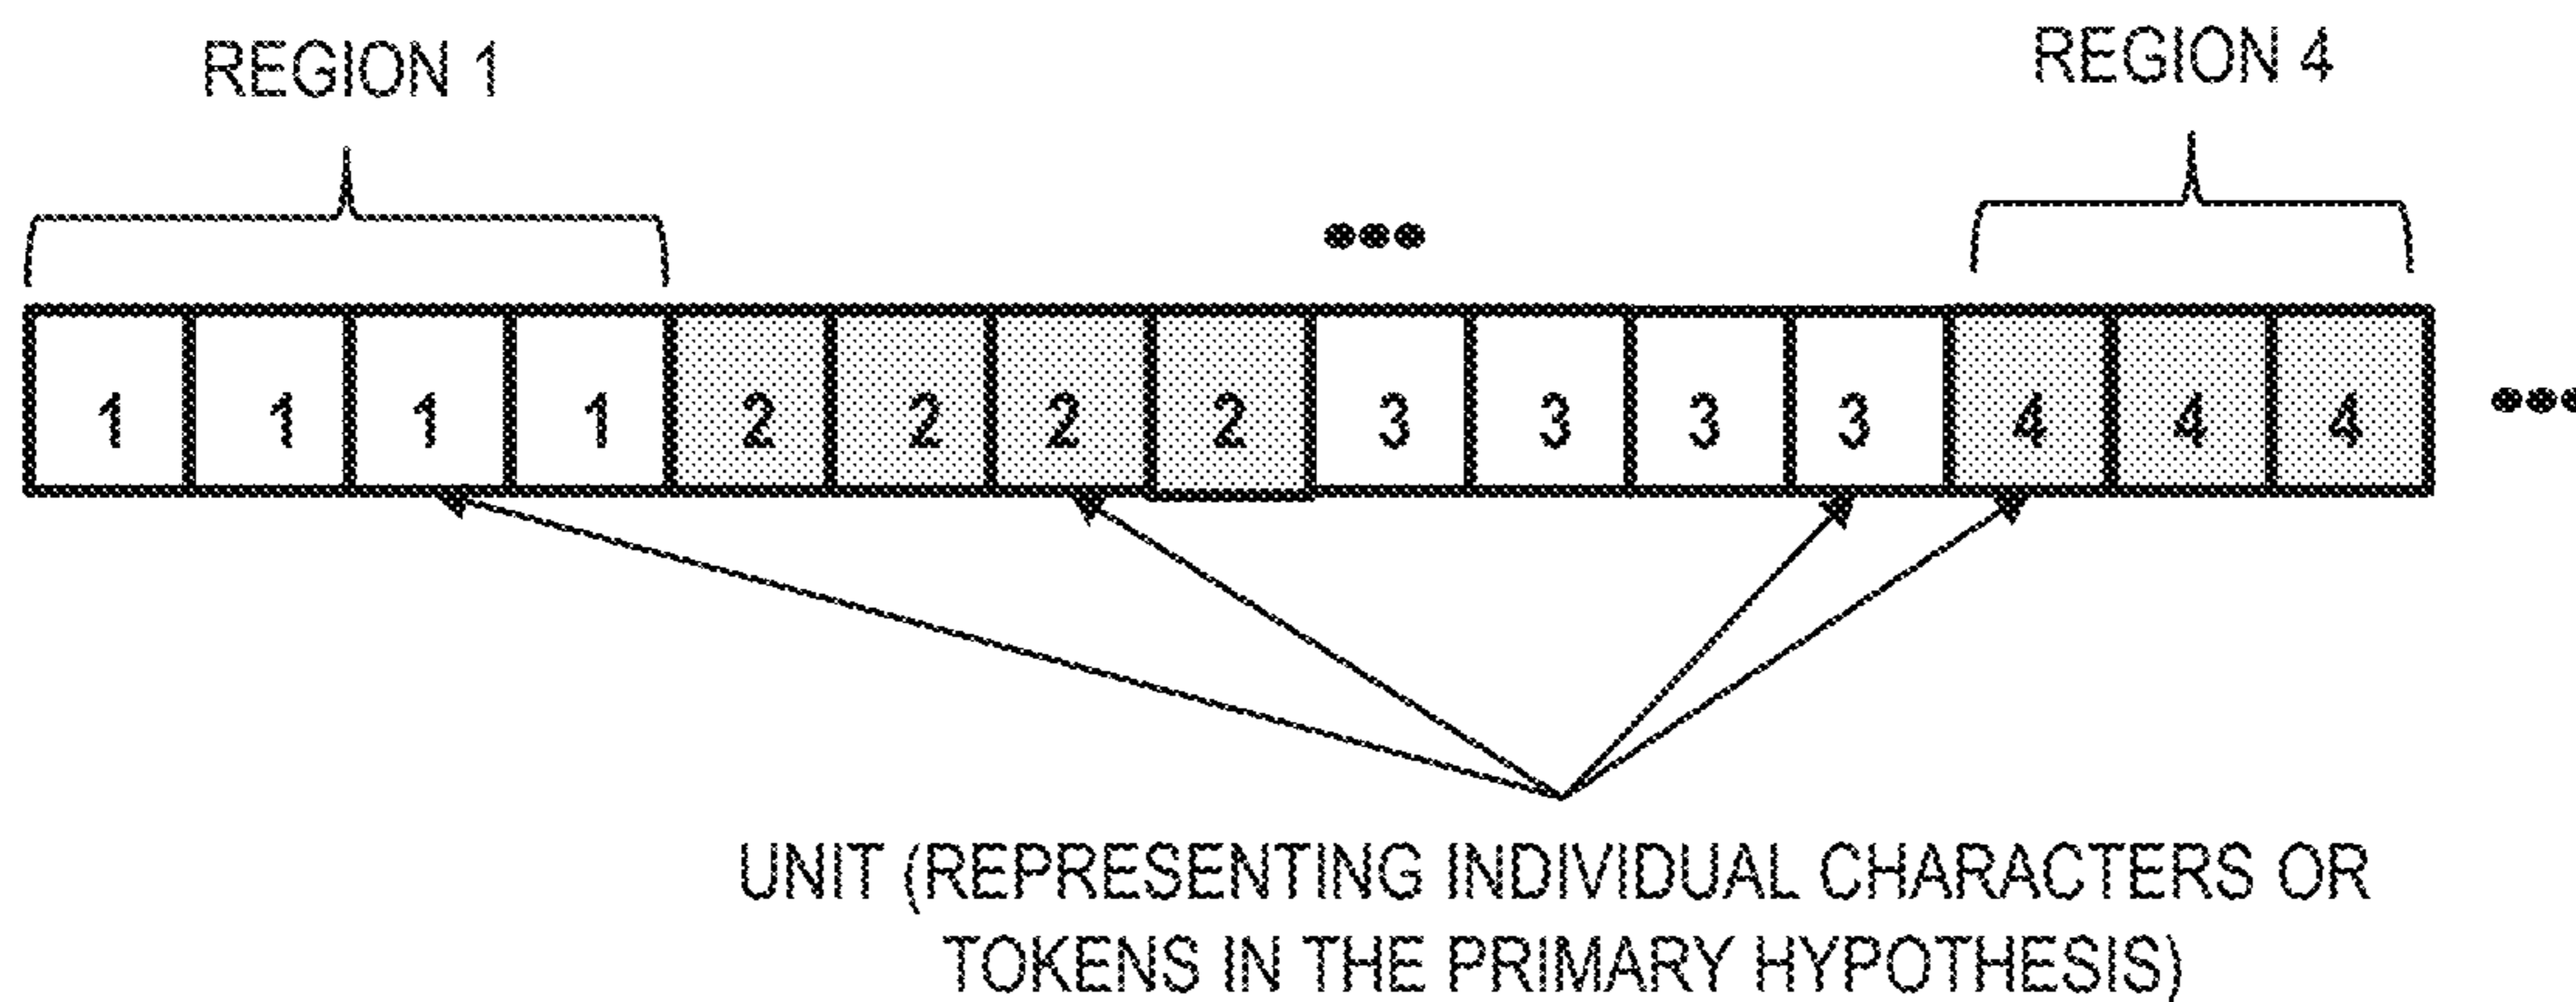 REGION 1
REGION 4
•••
1 1 1 1 2 2 2 2 3 3 3 3 4 4 4 •••
UNIT (REPRESENTING INDIVIDUAL CHARACTERS OR
TOKENS IN THE PRIMARY HYPOTHESIS)